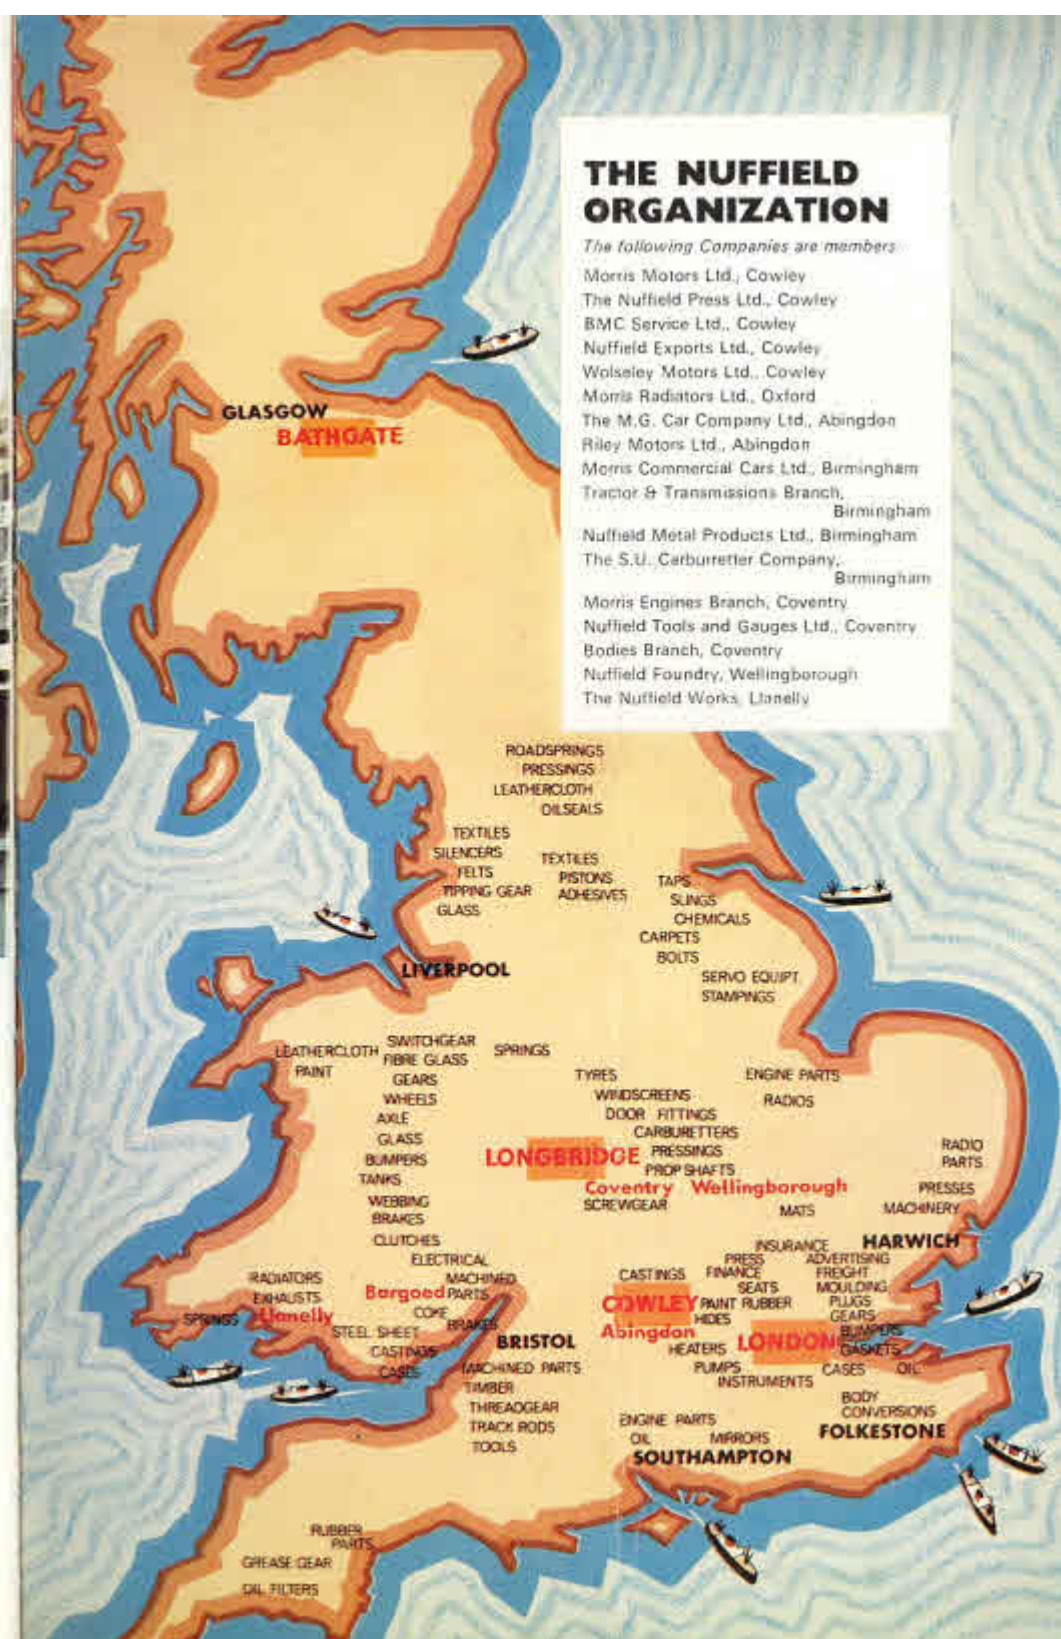 THE NUFFIELD
ORGANIZATION
The following Companies are members
Morris Motors Ltd., Cowley
The Nuffield Press Ltd., Cowley
BMC Service Ltd., Cowley
Nuffield Exports Ltd., Cowley
Wolseley Motors Ltd., Cowley
Morris Radiators Ltd., Oxford
The M.G. Car Company Ltd., Abingdon
Riley Motors Ltd., Abingdon
Morris Commercial Cars Ltd., Birmingham
Tractor & Transmissions Branch,
Birmingham
Nuffield Metal Products Ltd., Birmingham
The S.U. Carburretter Company,
Birmingham
Morris Engines Branch, Coventry
Nuffield Tools and Gauges Ltd., Coventry
Bodies Branch, Coventry
Nuffield Foundry, Wellingborough
The Nuffield Works, Llanelly
GLASGOW
BATHGATE
ROADSPRINGS
PRESSINGS
LEATHERCLOTH
OILSEALS
TEXTILES
SILENCERS
FELTS
TIPPING GEAR
GLASS
TEXTILES
PISTONS
ADHESIVES
TAPS
SLINGS
CHEMICALS
CARPETS
BOLTS
SERVO EQUIPT.
STAMPINGS
LIVERPOOL
LEATHERCLOTH
PAINT
SWITCHGEAR
FIBRE GLASS
GEARS
WHEELS
AXLE
GLASS
BUMPERS
TANKS
WEBBING
BRAKES
CLUTCHES
ELECTRICAL
SPRINGS
TYRES
WINDSCREENS
DOOR FITTINGS
CARBURETTERS
PRESSINGS
PROP SHAFTS
ENGINE PARTS
RADIOS
LONGBRIDGE
Coventry
Wellingborough
SCREWGEAR
MATS
RADIO
PARTS
PRESSES
MACHINERY
HARWICH
INSURANCE
PRESS
FINANCE
SEATS
ADVERTISING
FREIGHT
MOULDING
PLUGS
GEARS
BUMPERS
GASKETS
CASTINGS
COWLEY
PAINT RUBBER
HIDES
Abingdon
LONDON
HEATERS
PUMPS
INSTRUMENTS
CASES
OIL
RADIATORS
EXHAUSTS
SPRINGS
Llanelly
Bargoed
MACHINED
PARTS
COKE
BRAKES
STEEL SHEET
CASTINGS
CASES
BRISTOL
MACHINED PARTS
TIMBER
THREADGEAR
TRACK RODS
TOOLS
BODY
CONVERSIONS
FOLKESTONE
ENGINE PARTS
OIL
MIRRORS
SOUTHAMPTON
RUBBER
PARTS
GREASE GEAR
OIL FILTERS